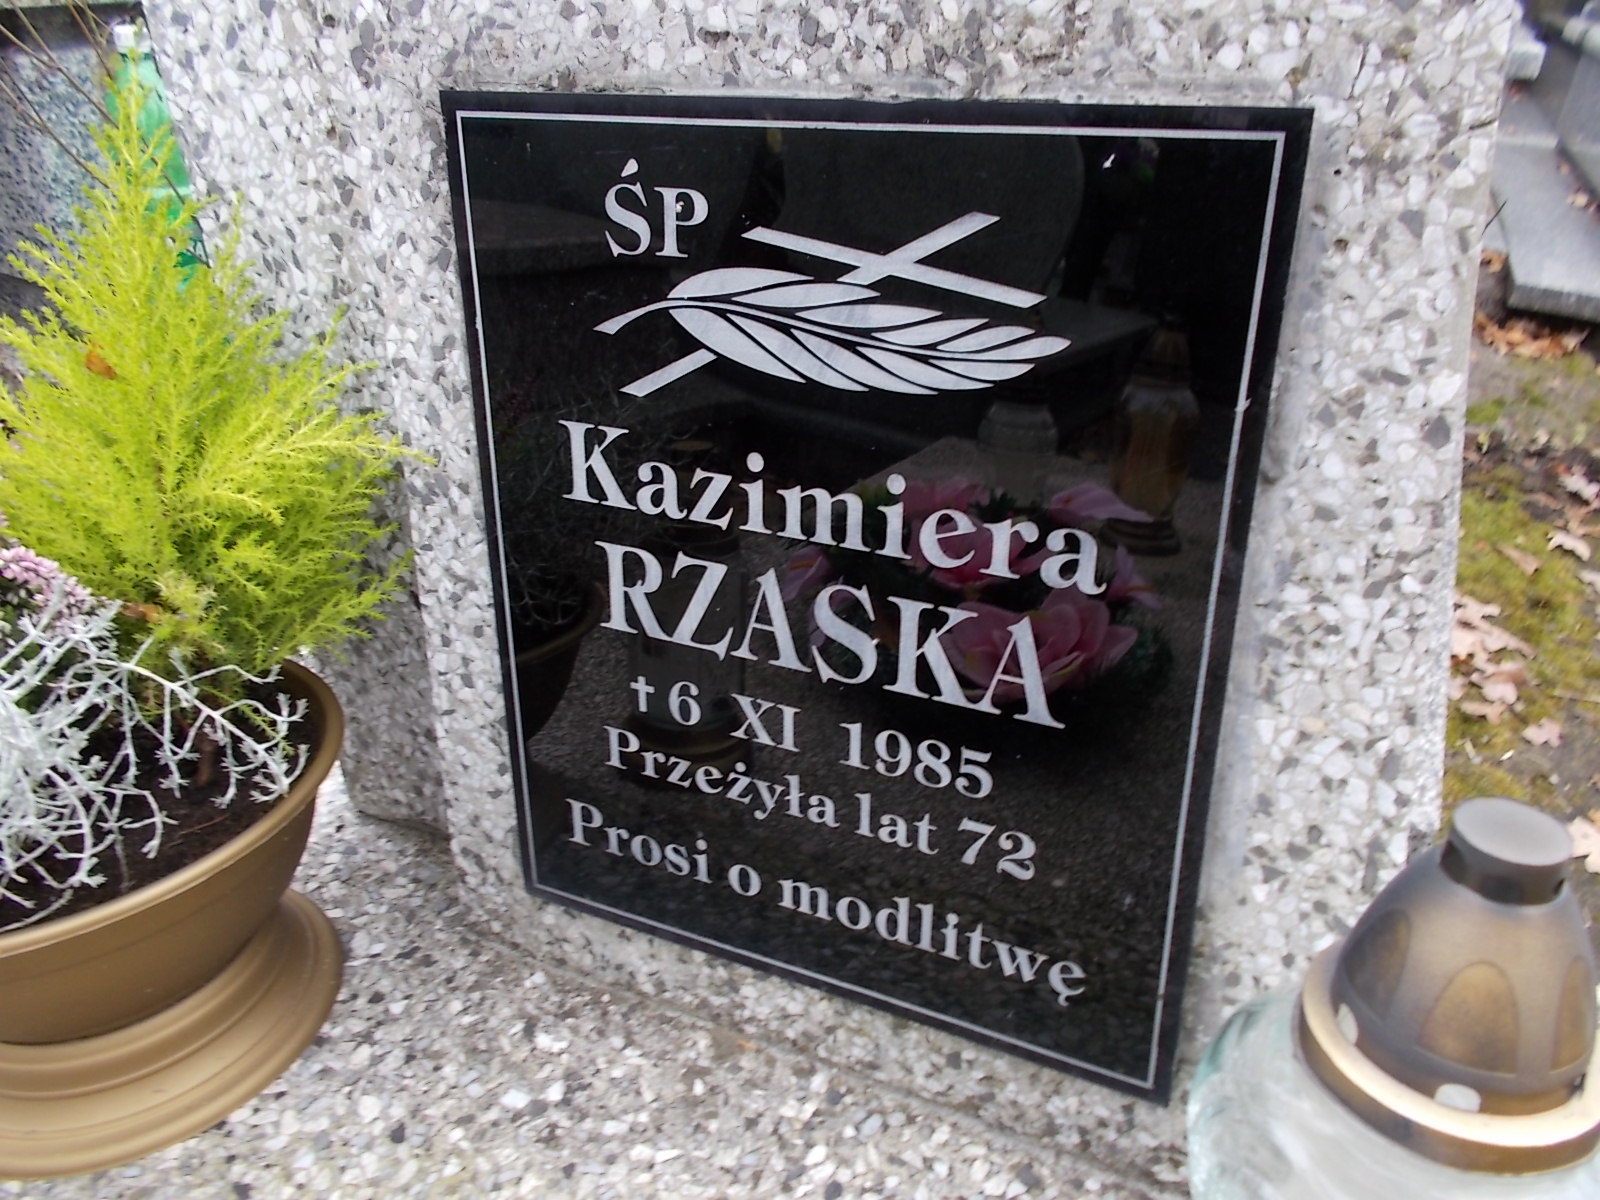 ŚP
Kazimiera
RZASKA
✝ 6 XI 1985
Przeżyła lat 72
Prosi o modlitwę